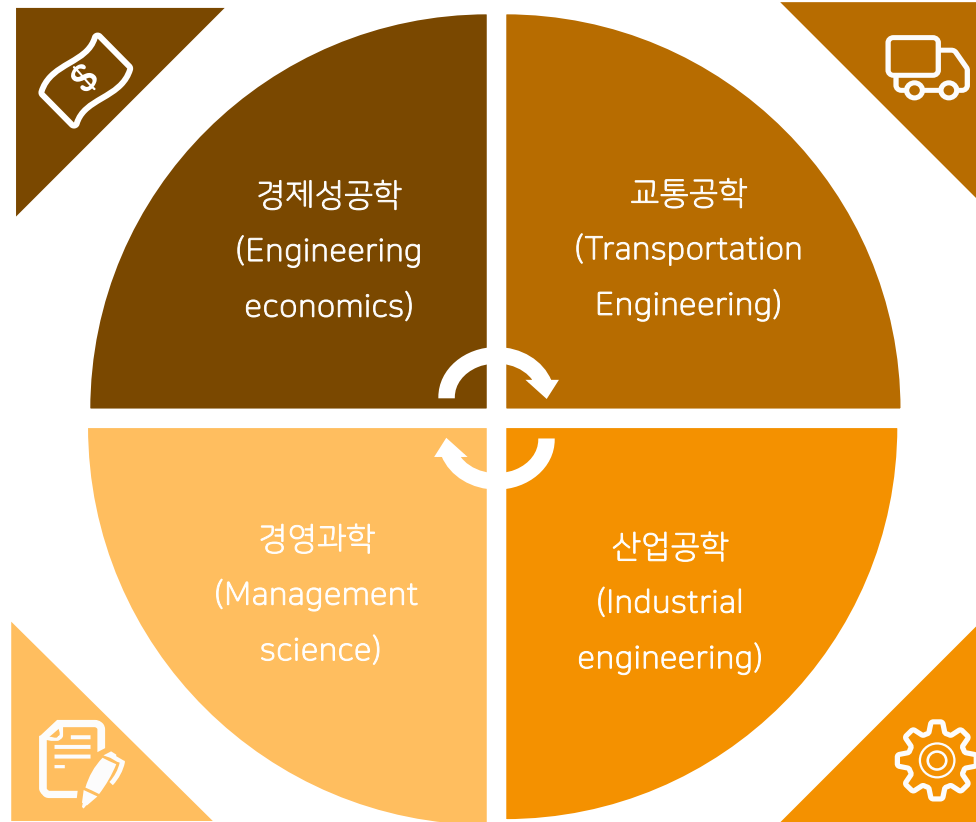 경제성공학
(Engineering
economics)
교통공학
(Transportation
Engineering)
경영과학
(Management
science)
산업공학
(Industrial
engineering)
$